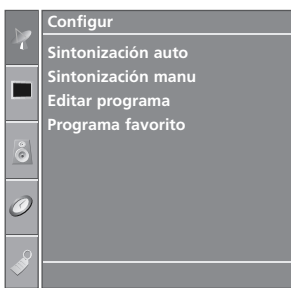 Configur
Sintonización auto
Sintonización manu
Editar programa
Programa favorito